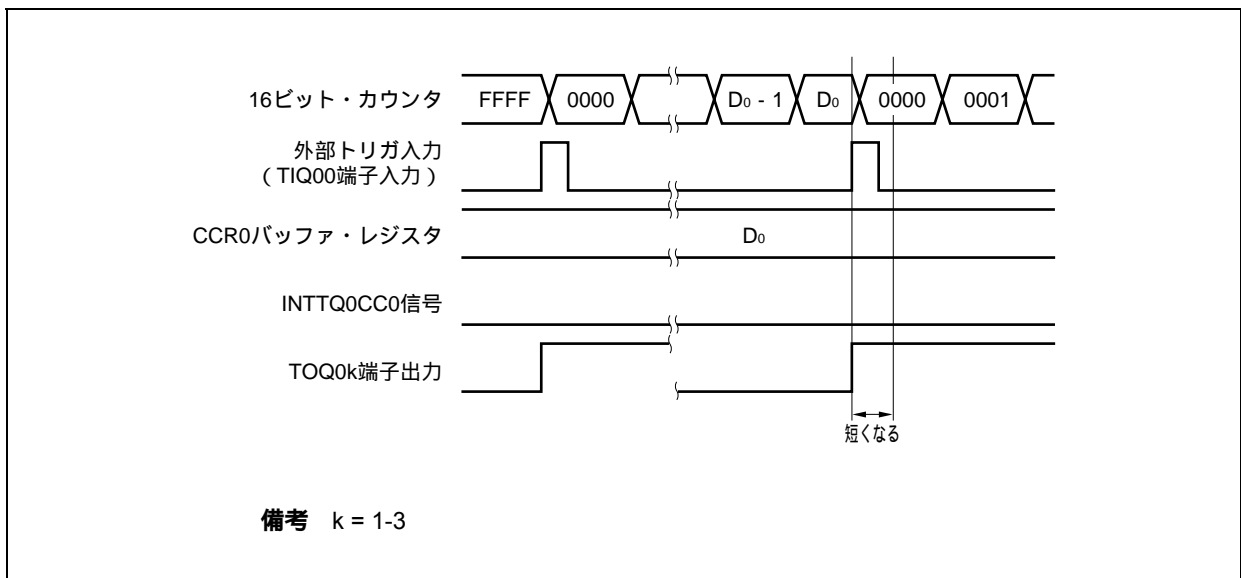 16ビット・カウンタ FFFF 0000 D0 - 1 D0 0000 0001
外部トリガ入力
（TIQ00端子入力）
CCR0バッファ・レジスタ D0
INTTQ0CC0信号
TOQ0k端子出力
短くなる
備考 k = 1-3